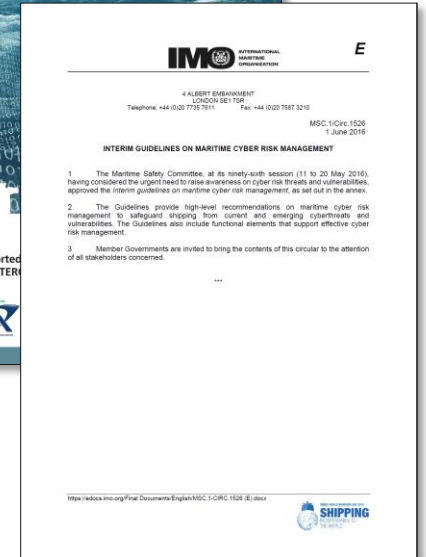 IMO
INTERNATIONAL
MARITIME
ORGANIZATION
E
4 ALBERT EMBANKMENT
LONDON SE1 7SR
Telephone: +44 (0)20 7735 7611 Fax: +44 (0)20 7587 3210
MSC.1/Circ.1526
1 June 2016
INTERIM GUIDELINES ON MARITIME CYBER RISK MANAGEMENT
1 The Maritime Safety Committee, at its ninety-sixth session (11 to 20 May 2016),
having considered the urgent need to raise awareness on cyber risk threats and vulnerabilities,
approved the Interim guidelines on maritime cyber risk management, as set out in the annex.
2 The Guidelines provide high-level recommendations on maritime cyber risk
management to safeguard shipping from current and emerging cyberthreats and
vulnerabilities. The Guidelines also include functional elements that support effective cyber
risk management.
3 Member Governments are invited to bring the contents of this circular to the attention
of all stakeholders concerned.
***
https://edocs.imo.org/Final Documents/English/MSC.1-CIRC.1526 (E).docx
SHIPPING
INDISPENSABLE TO
THE WORLD